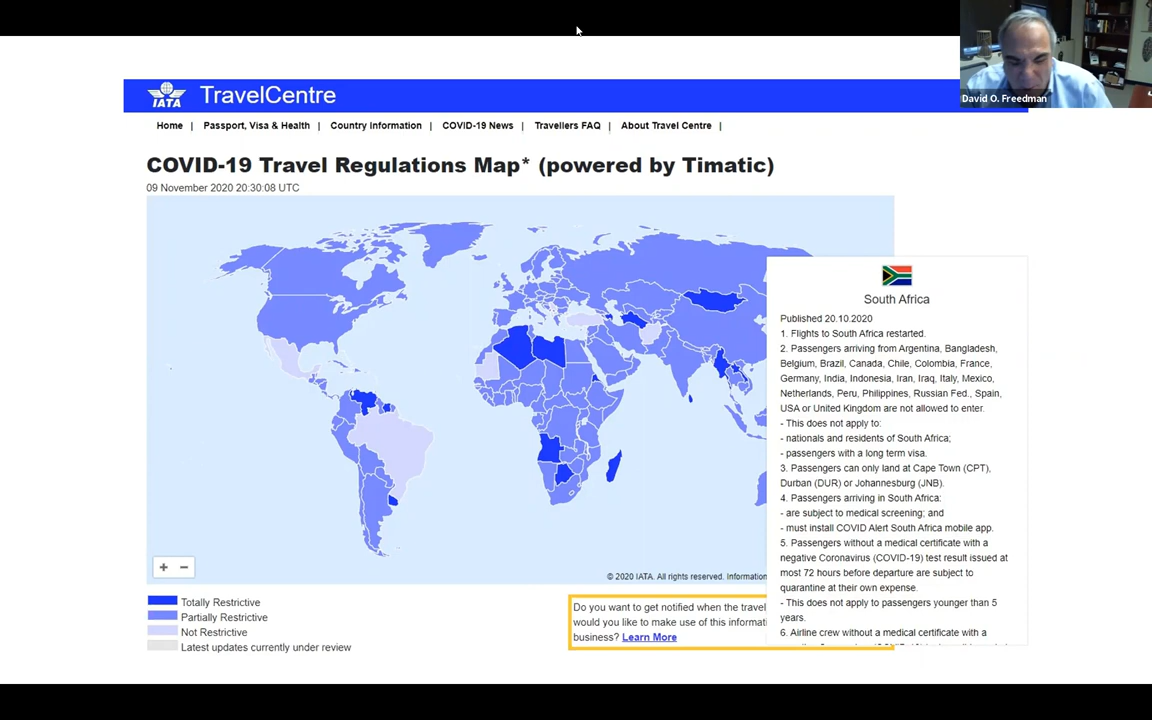 David O. Freedman
IATA
TravelCentre
Home | Passport, Visa & Health | Country Information | COVID-19 News | Travellers FAQ | About Travel Centre |
COVID-19 Travel Regulations Map* (powered by Timatic)
09 November 2020 20:30:08 UTC
South Africa
Published 20.10.2020
1. Flights to South Africa restarted.
2. Passengers arriving from Argentina, Bangladesh,
Belgium, Brazil, Canada, Chile, Colombia, France,
Germany, India, Indonesia, Iran, Iraq, Italy, Mexico,
Netherlands, Peru, Philippines, Russian Fed., Spain,
USA or United Kingdom are not allowed to enter.
- This does not apply to:
- nationals and residents of South Africa;
- passengers with a long term visa.
3. Passengers can only land at Cape Town (CPT),
Durban (DUR) or Johannesburg (JNB).
4. Passengers arriving in South Africa:
- are subject to medical screening; and
- must install COVID Alert South Africa mobile app.
5. Passengers without a medical certificate with a
negative Coronavirus (COVID-19) test result issued at
most 72 hours before departure are subject to
quarantine at their own expense.
- This does not apply to passengers younger than 5
years.
6. Airline crew without a medical certificate with a
+ −
© 2020 IATA. All rights reserved. Information
Totally Restrictive
Partially Restrictive
Not Restrictive
Latest updates currently under review
Do you want to get notified when the travel
would you like to make use of this informati
business? Learn More